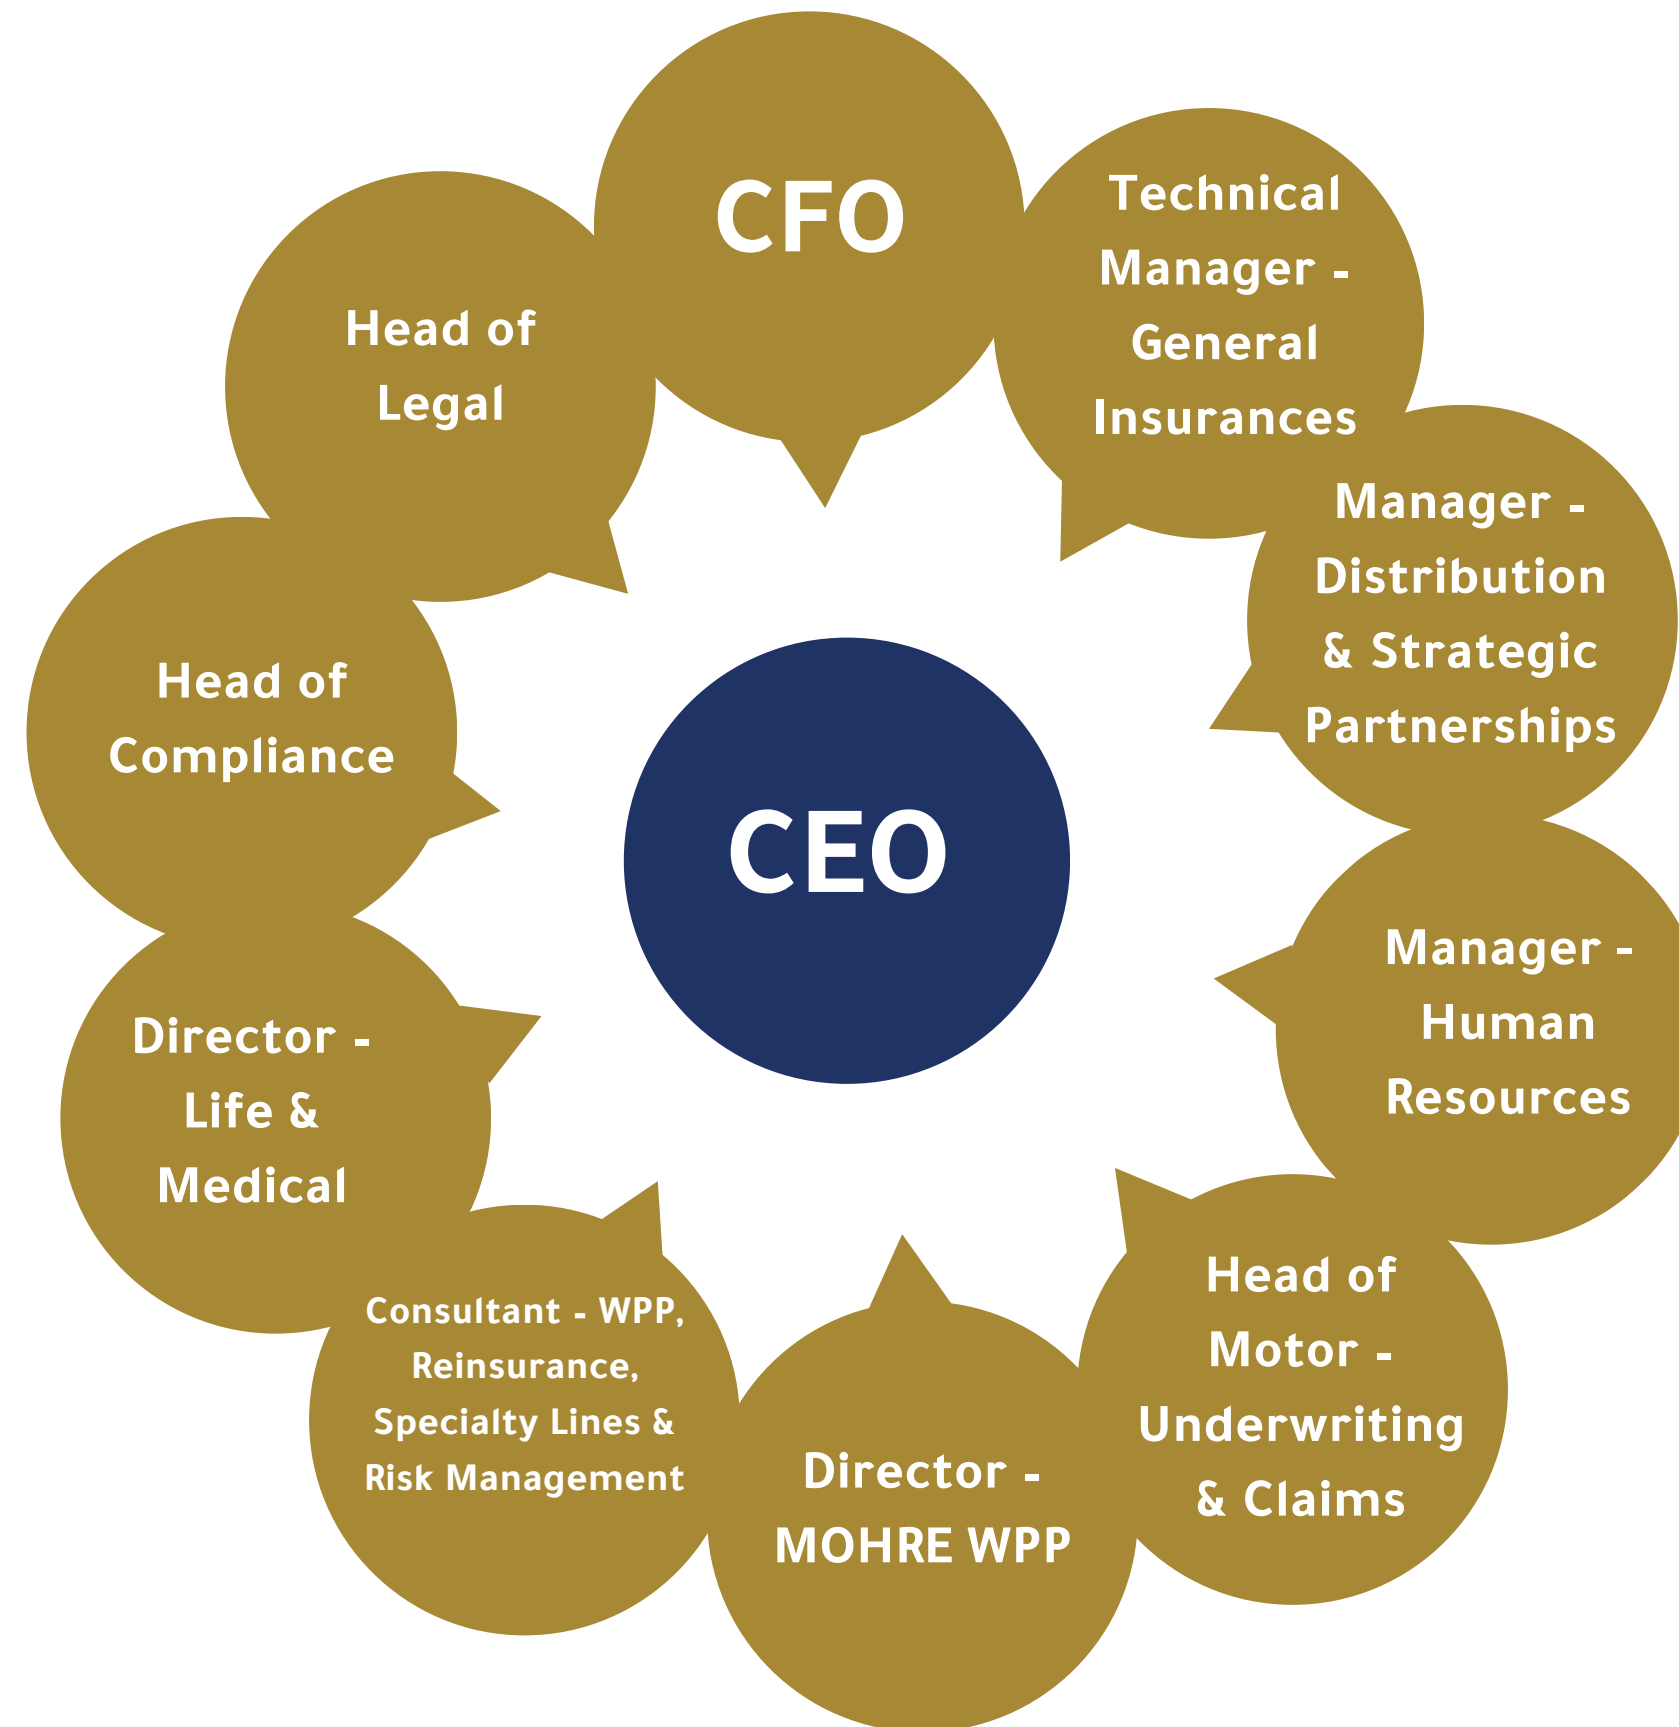 CFO
Technical
Manager -
General
Insurances
Manager -
Distribution
& Strategic
Partnerships
Manager -
Human
Resources
Head of
Motor -
Underwriting
& Claims
Director -
MOHRE WPP
Consultant - WPP,
Reinsurance,
Specialty Lines &
Risk Management
Director -
Life &
Medical
Head of
Compliance
Head of
Legal
CEO